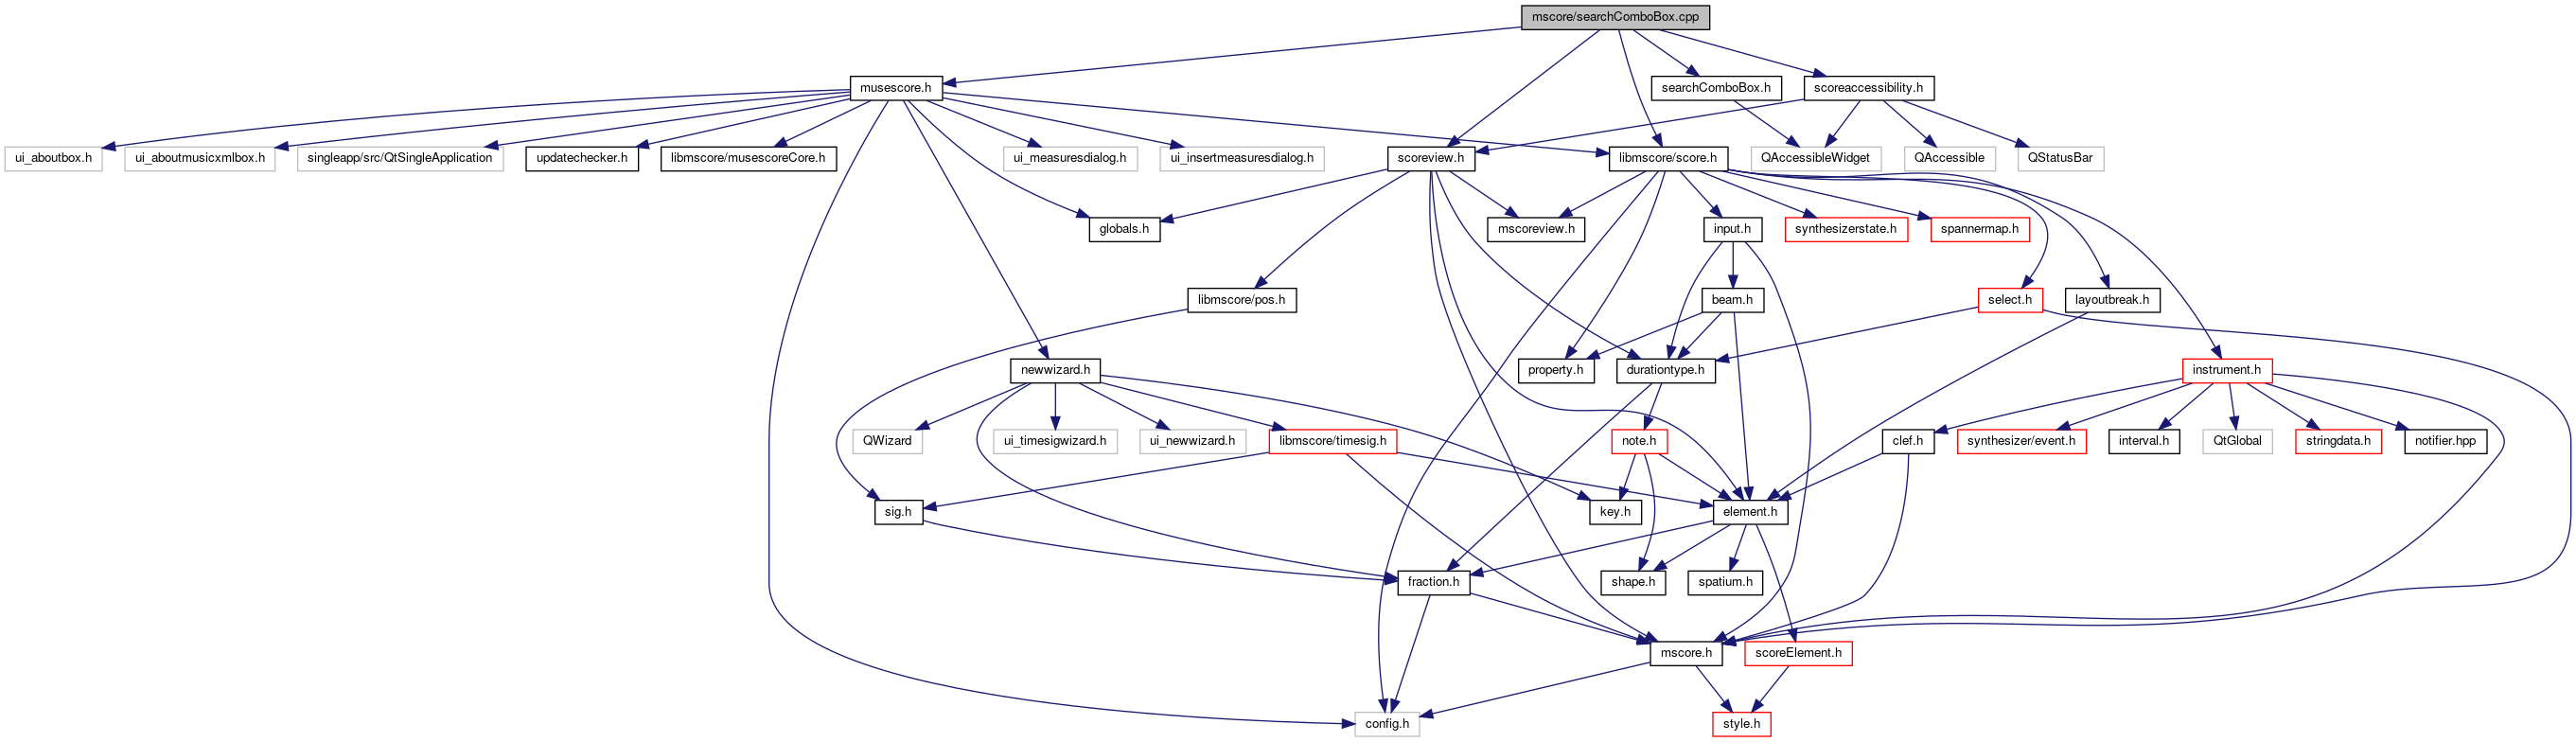 mscore/searchComboBox.cpp
musescore.h
searchComboBox.h
scoreaccessibility.h
ui_aboutbox.h
ui_aboutmusicxmlbox.h
singleapp/src/QtSingleApplication
updatechecker.h
libmscore/musescoreCore.h
ui_measuresdialog.h
ui_insertmeasuresdialog.h
scoreview.h
libmscore/score.h
QAccessibleWidget
QAccessible
QStatusBar
globals.h
mscoreview.h
input.h
synthesizerstate.h
spannermap.h
libmscore/pos.h
beam.h
select.h
layoutbreak.h
newwizard.h
property.h
durationtype.h
instrument.h
QWizard
ui_timesigwizard.h
ui_newwizard.h
libmscore/timesig.h
note.h
clef.h
synthesizer/event.h
interval.h
QtGlobal
stringdata.h
notifier.hpp
sig.h
key.h
element.h
fraction.h
shape.h
spatium.h
mscore.h
scoreElement.h
config.h
style.h